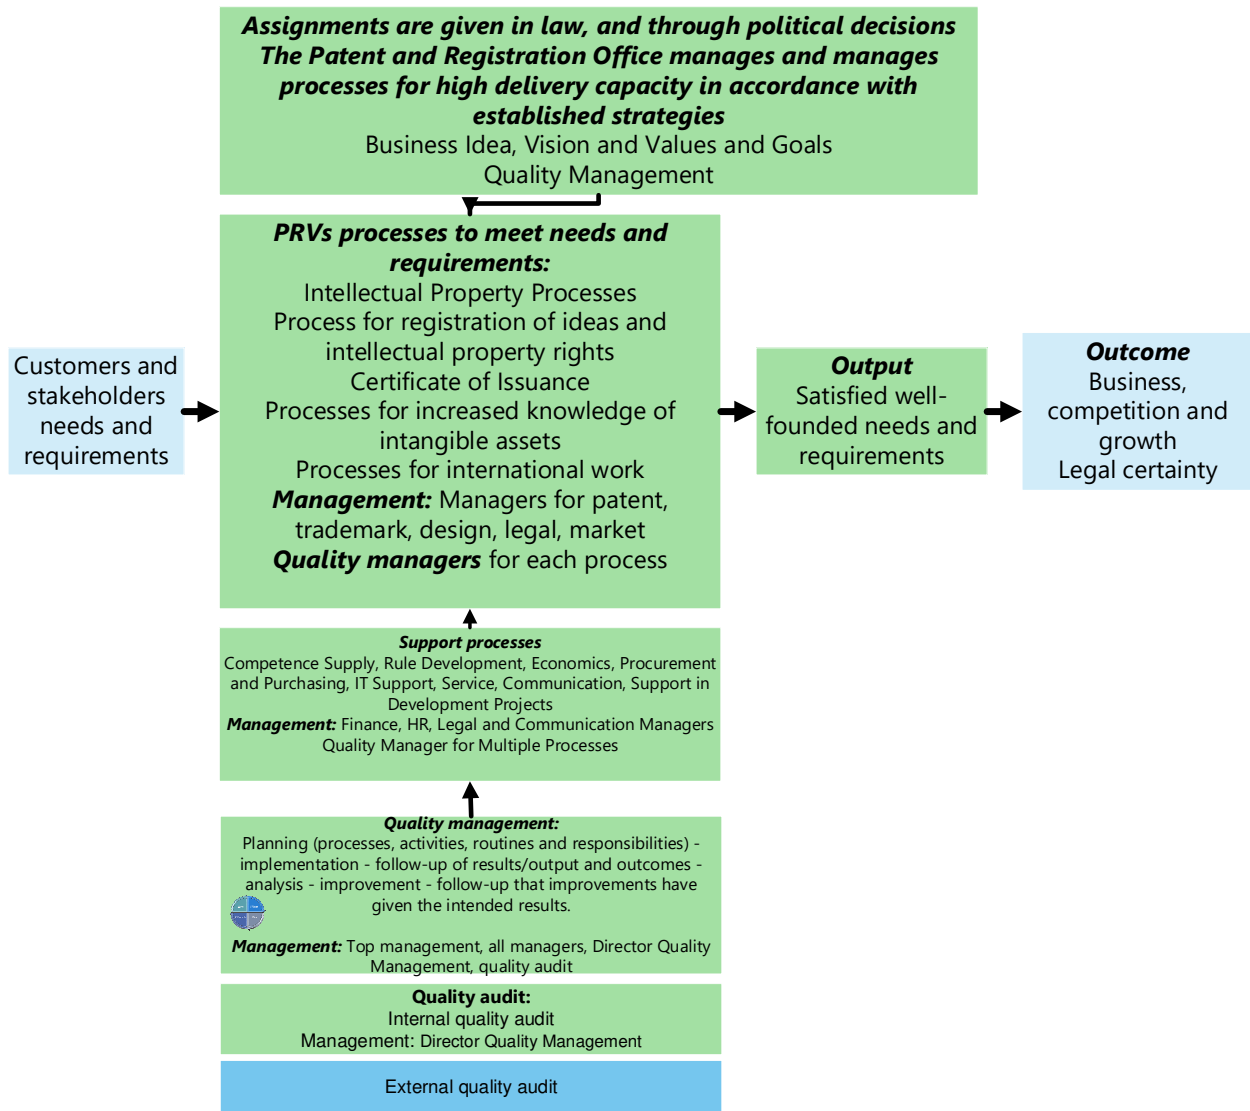 Assignments are given in law, and through political decisions
The Patent and Registration Office manages and manages
processes for high delivery capacity in accordance with
established strategies
Business Idea, Vision and Values and Goals
Quality Management
PRVs processes to meet needs and
requirements:
Intellectual Property Processes
Process for registration of ideas and
intellectual property rights
Certificate of Issuance
Processes for increased knowledge of
intangible assets
Processes for international work
Management: Managers for patent,
trademark, design, legal, market
Quality managers for each process
Customers and
stakeholders
needs and
requirements
Output
Satisfied well-
founded needs and
requirements
Outcome
Business,
competition and
growth
Legal certainty
Support processes
Competence Supply, Rule Development, Economics, Procurement
and Purchasing, IT Support, Service, Communication, Support in
Development Projects
Management: Finance, HR, Legal and Communication Managers
Quality Manager for Multiple Processes
Quality management:
Planning (processes, activities, routines and responsibilities) -
implementation - follow-up of results/output and outcomes -
analysis - improvement - follow-up that improvements have
given the intended results.
Management: Top management, all managers, Director Quality
Management, quality audit
Quality audit:
Internal quality audit
Management: Director Quality Management
External quality audit